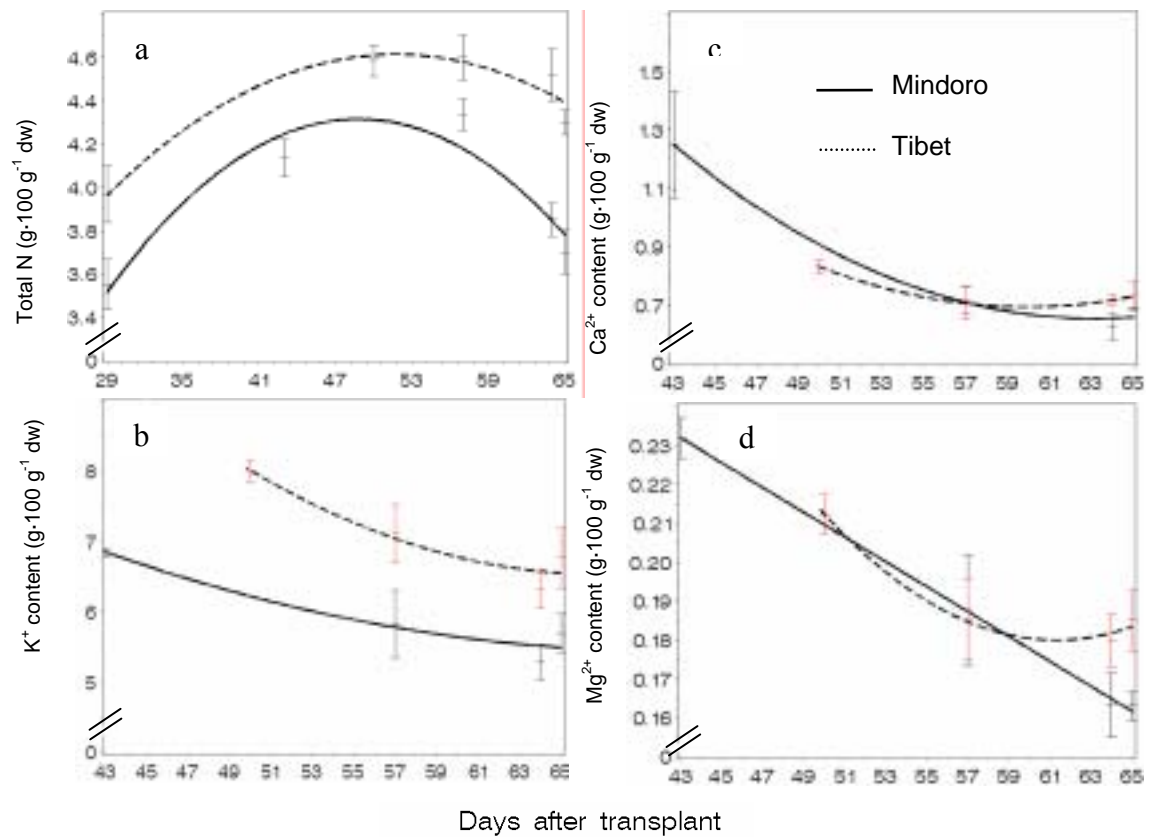 a
Total N (g·100 g⁻¹ dw)
4.6
4.4
4.2
4.0
3.8
3.6
3.4
0
29 35 41 47 53 59 65
c
Mindoro
Tibet
Ca²⁺ content (g·100 g⁻¹ dw)
1.5
1.3
1.1
0.9
0.7
0
43 45 47 49 51 53 55 57 59 61 63 65
b
K⁺ content (g·100 g⁻¹ dw)
8
7
6
5
0
43 45 47 49 51 53 55 57 59 61 63 65
d
Mg²⁺ content (g·100 g⁻¹ dw)
0.23
0.22
0.21
0.20
0.19
0.18
0.17
0.16
0
43 45 47 49 51 53 55 57 59 61 63 65
Days after transplant